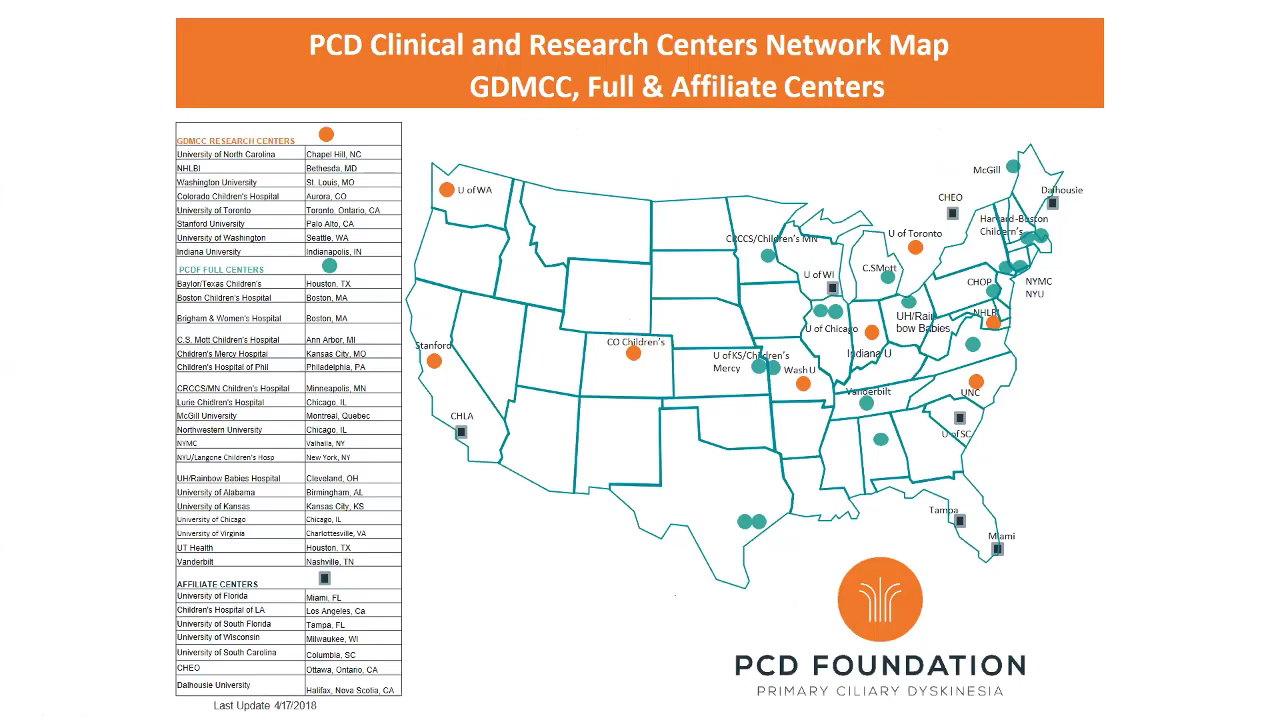 PCD Clinical and Research Centers Network Map
GDMCC, Full & Affiliate Centers
GDMCC RESEARCH CENTERS
University of North Carolina Chapel Hill, NC
NHLBI Bethesda, MD
Washington University St. Louis, MO
Colorado Children's Hospital Aurora, CO
University of Toronto Toronto, Ontario, CA
Stanford University Palo Alto, CA
University of Washington Seattle, WA
Indiana University Indianapolis, IN
PCDF FULL CENTERS
Baylor/Texas Children's Houston, TX
Boston Children's Hospital Boston, MA
Brigham & Women's Hospital Boston, MA
C.S. Mott Children's Hospital Ann Arbor, MI
Children's Mercy Hospital Kansas City, MO
Children's Hospital of Phil Philadelphia, PA
CRCCS/MN Children's Hospital Minneapolis, MN
Lurie Chidren's Hospital Chicago, IL
McGill University Montreal, Quebec
Northwestern University Chicago, IL
NYMC Valhalla, NY
NYU/Langone Children's Hosp New York, NY
UH/Rainbow Babies Hospital Cleveland, OH
University of Alabama Birmingham, AL
University of Kansas Kansas City, KS
University of Chicago Chicago, IL
University of Virginia Charlottesville, VA
UT Health Houston, TX
Vanderbilt Nashville, TN
AFFILIATE CENTERS
University of Florida Miami, FL
Children's Hospital of LA Los Angeles, Ca
University of South Florida Tampa, FL
University of Wisconsin Milwaukee, WI
University of South Carolina Columbia, SC
CHEO Ottawa, Ontario, CA
Dalhousie University Halifax, Nova Scotia, CA
Last Update 4/17/2018
McGill
U of WA
Dalhousie
CHEO
Harvard-Boston
Childern's
U of Toronto
CRCCS/Children's MN
C.SMott
U of WI
CHOP
NYMC
NYU
NHLBI
UH/Rain
bow Babies
U of Chicago
CO Children's
Stanford
Indiana U
U of KS/Children's
Mercy
Wash U
Vanderbilt
UNC
CHLA
U of SC
Tampa
Miami
PCD FOUNDATION
PRIMARY CILIARY DYSKINESIA